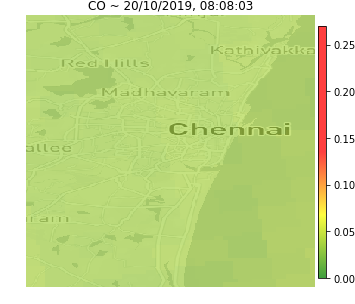 CO ~ 20/10/2019, 08:08:03
Kathivakka
Red Hills
Madhavaram
Chennai
allee
ram
0.25
0.20
0.15
0.10
0.05
0.00